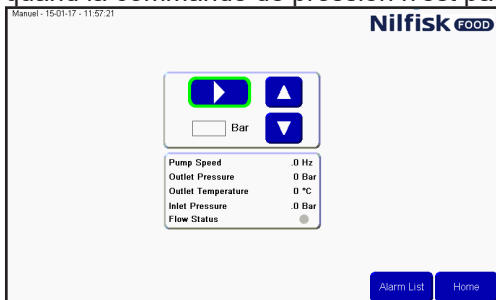 quand la commande de pression n'est pa
Manuel - 15-01-17 - 11:57:21
Nilfisk FOOD
Bar
Pump Speed .0 Hz
Outlet Pressure 0 Bar
Outlet Temperature 0 °C
Inlet Pressure .0 Bar
Flow Status
Alarm List Home